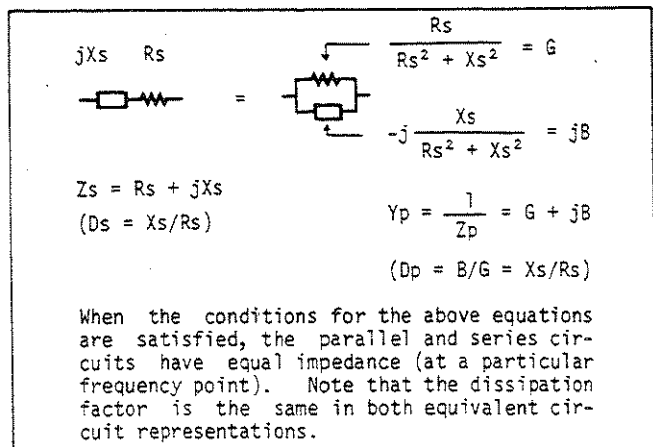 jXs Rs
=
Rs
Rs² + Xs² = G
-j Xs
Rs² + Xs² = jB
Zs = Rs + jXs
(Ds = Xs/Rs)
Yp = 1
Zp = G + jB
(Dp = B/G = Xs/Rs)
When the conditions for the above equations
are satisfied, the parallel and series cir-
cuits have equal impedance (at a particular
frequency point). Note that the dissipation
factor is the same in both equivalent cir-
cuit representations.